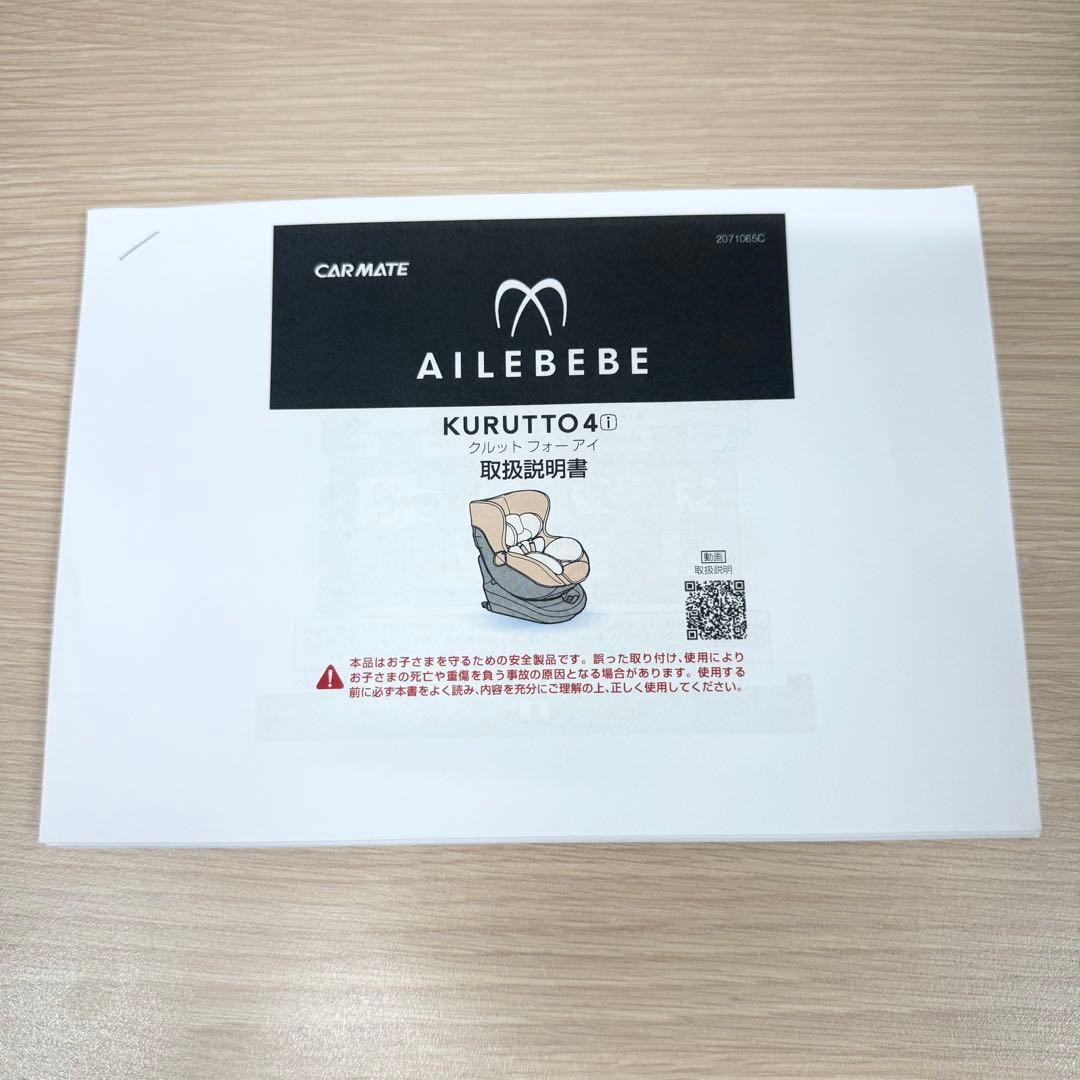 2071065C
CARMATE
AILEBEBE
KURUTTO4i
クルット フォー アイ
取扱説明書
動画
取扱説明
本品はお子さまを守るための安全製品です。誤った取り付け、使用により
お子さまの死亡や重傷を負う事故の原因となる場合があります。使用する
前に必ず本書をよく読み、内容を充分にご理解の上、正しく使用してください。